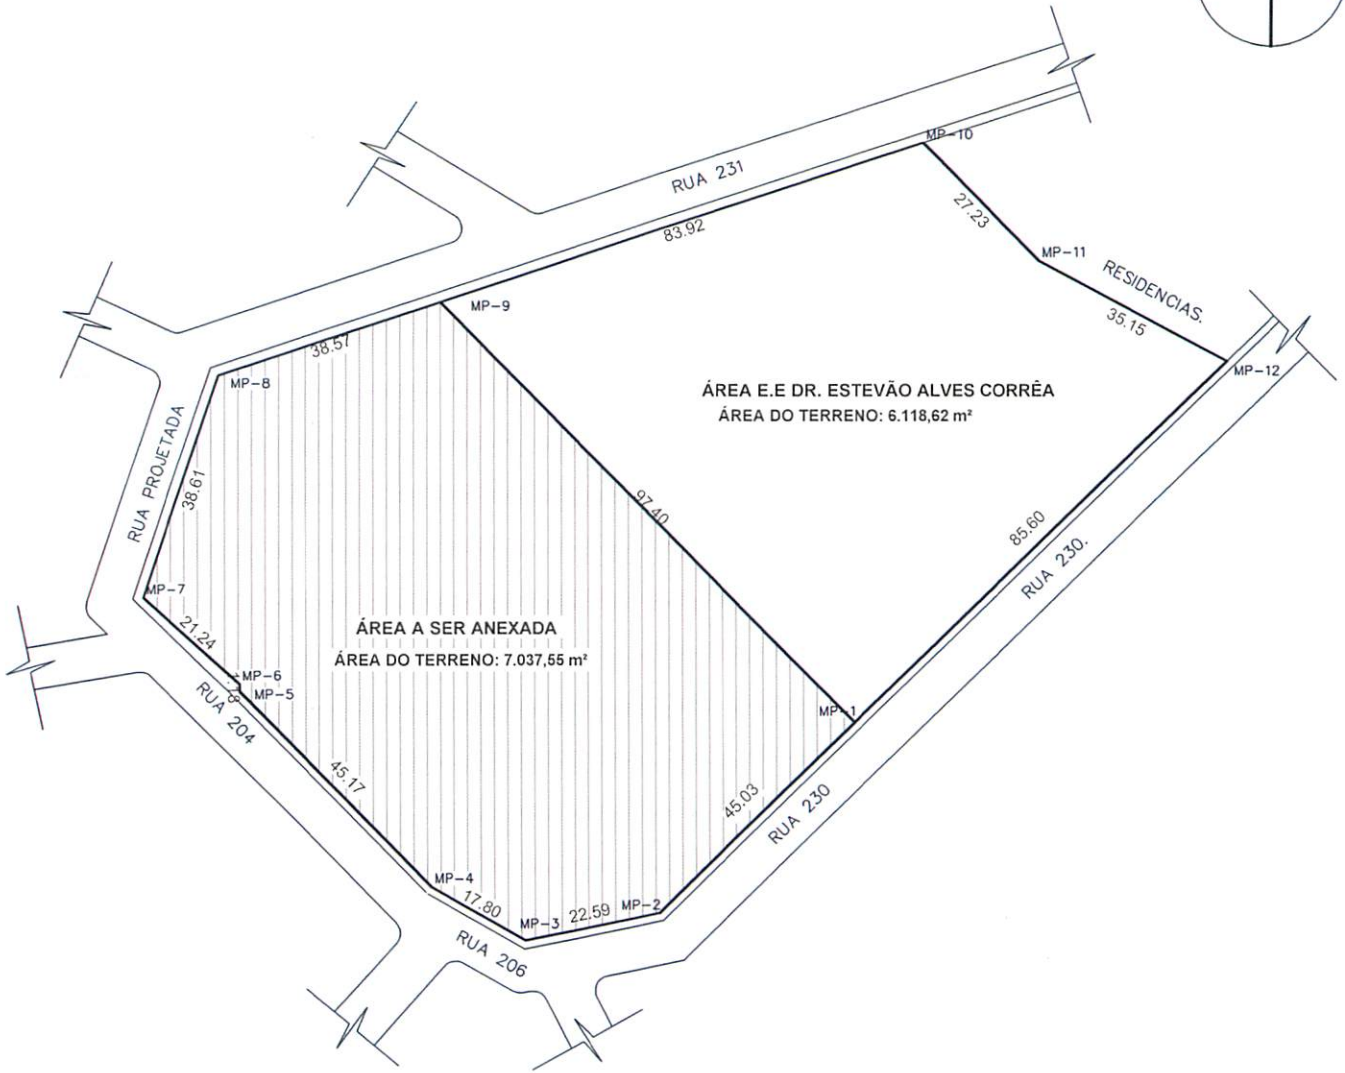 MP-10
RUA 231
27.23
83.92
MP-11
RESIDENCIAS.
MP-9
35.15
38.57
MP-12
MP-8
ÁREA E.E DR. ESTEVÃO ALVES CORRÊA
ÁREA DO TERRENO: 6.118,62 m²
RUA PROJETADA
38.61
97.40
85.60
RUA 230.
MP-7
21.24
ÁREA A SER ANEXADA
ÁREA DO TERRENO: 7.037,55 m²
MP-6
MP-5
RUA 204
MP-1
45.17
45.03
RUA 230
MP-4
17.80
MP-2
22.59
MP-3
RUA 206